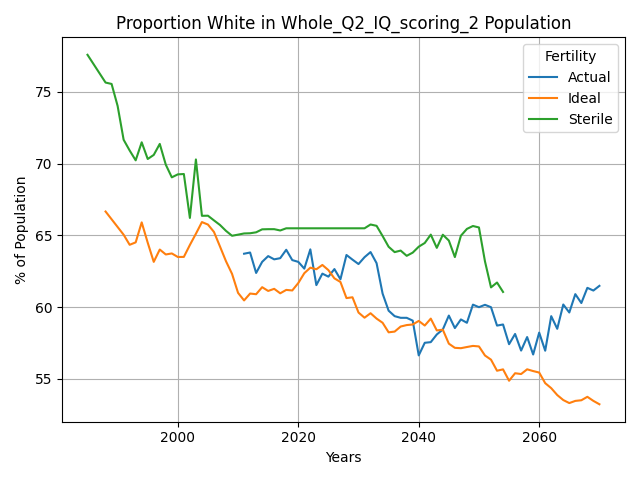 Proportion White in Whole_Q2_IQ_scoring_2 Population
Fertility
Actual
Ideal
Sterile
% of Population
75
70
65
60
55
2000
2020
2040
2060
Years